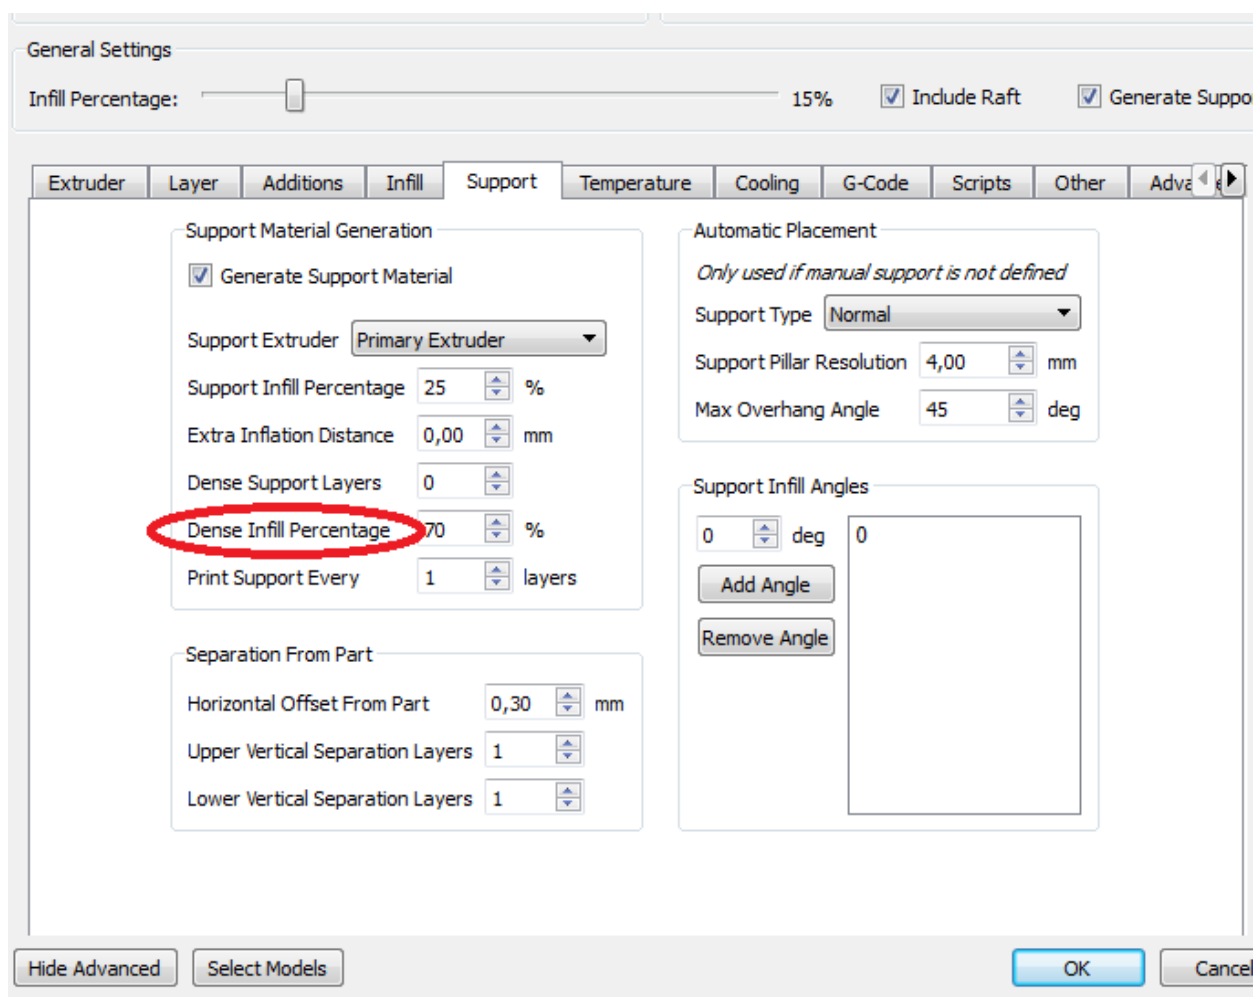 General Settings
Infill Percentage: 15% Include Raft Generate Suppo
Extruder Layer Additions Infill Support Temperature Cooling G-Code Scripts Other Adva
Support Material Generation
Generate Support Material
Support Extruder Primary Extruder
Support Infill Percentage 25 %
Extra Inflation Distance 0,00 mm
Dense Support Layers 0
Dense Infill Percentage 70 %
Print Support Every 1 layers
Separation From Part
Horizontal Offset From Part 0,30 mm
Upper Vertical Separation Layers 1
Lower Vertical Separation Layers 1
Automatic Placement
Only used if manual support is not defined
Support Type Normal
Support Pillar Resolution 4,00 mm
Max Overhang Angle 45 deg
Support Infill Angles
0 deg 0
Add Angle
Remove Angle
Hide Advanced Select Models OK Cancel